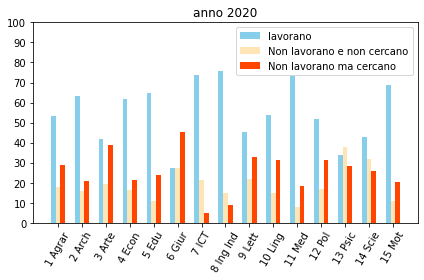 anno 2020
100
90
80
70
60
50
40
30
20
10
0
lavorano
Non lavorano e non cercano
Non lavorano ma cercano
1 Agrar
2 Arch
3 Arte
4 Econ
5 Edu
6 Giur
7 ICT
8 Ing Ind
9 Lett
10 Ling
11 Med
12 Pol
13 Psic
14 Scie
15 Mot